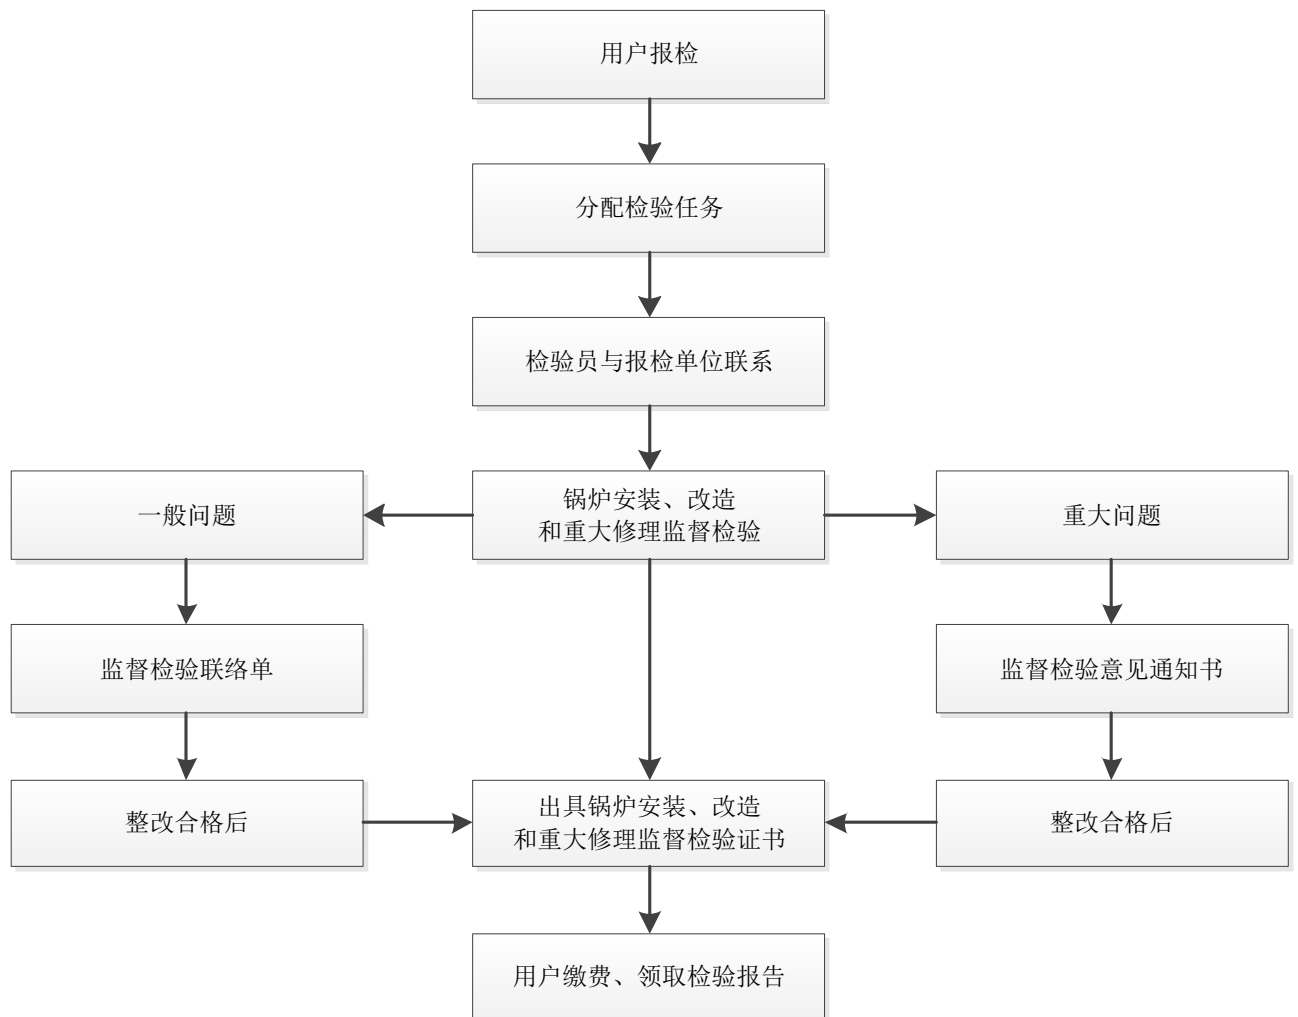 用户报检
分配检验任务
检验员与报检单位联系
一般问题
锅炉安装、改造
和重大修理监督检验
重大问题
监督检验联络单
监督检验意见通知书
整改合格后
出具锅炉安装、改造
和重大修理监督检验证书
整改合格后
用户缴费、领取检验报告